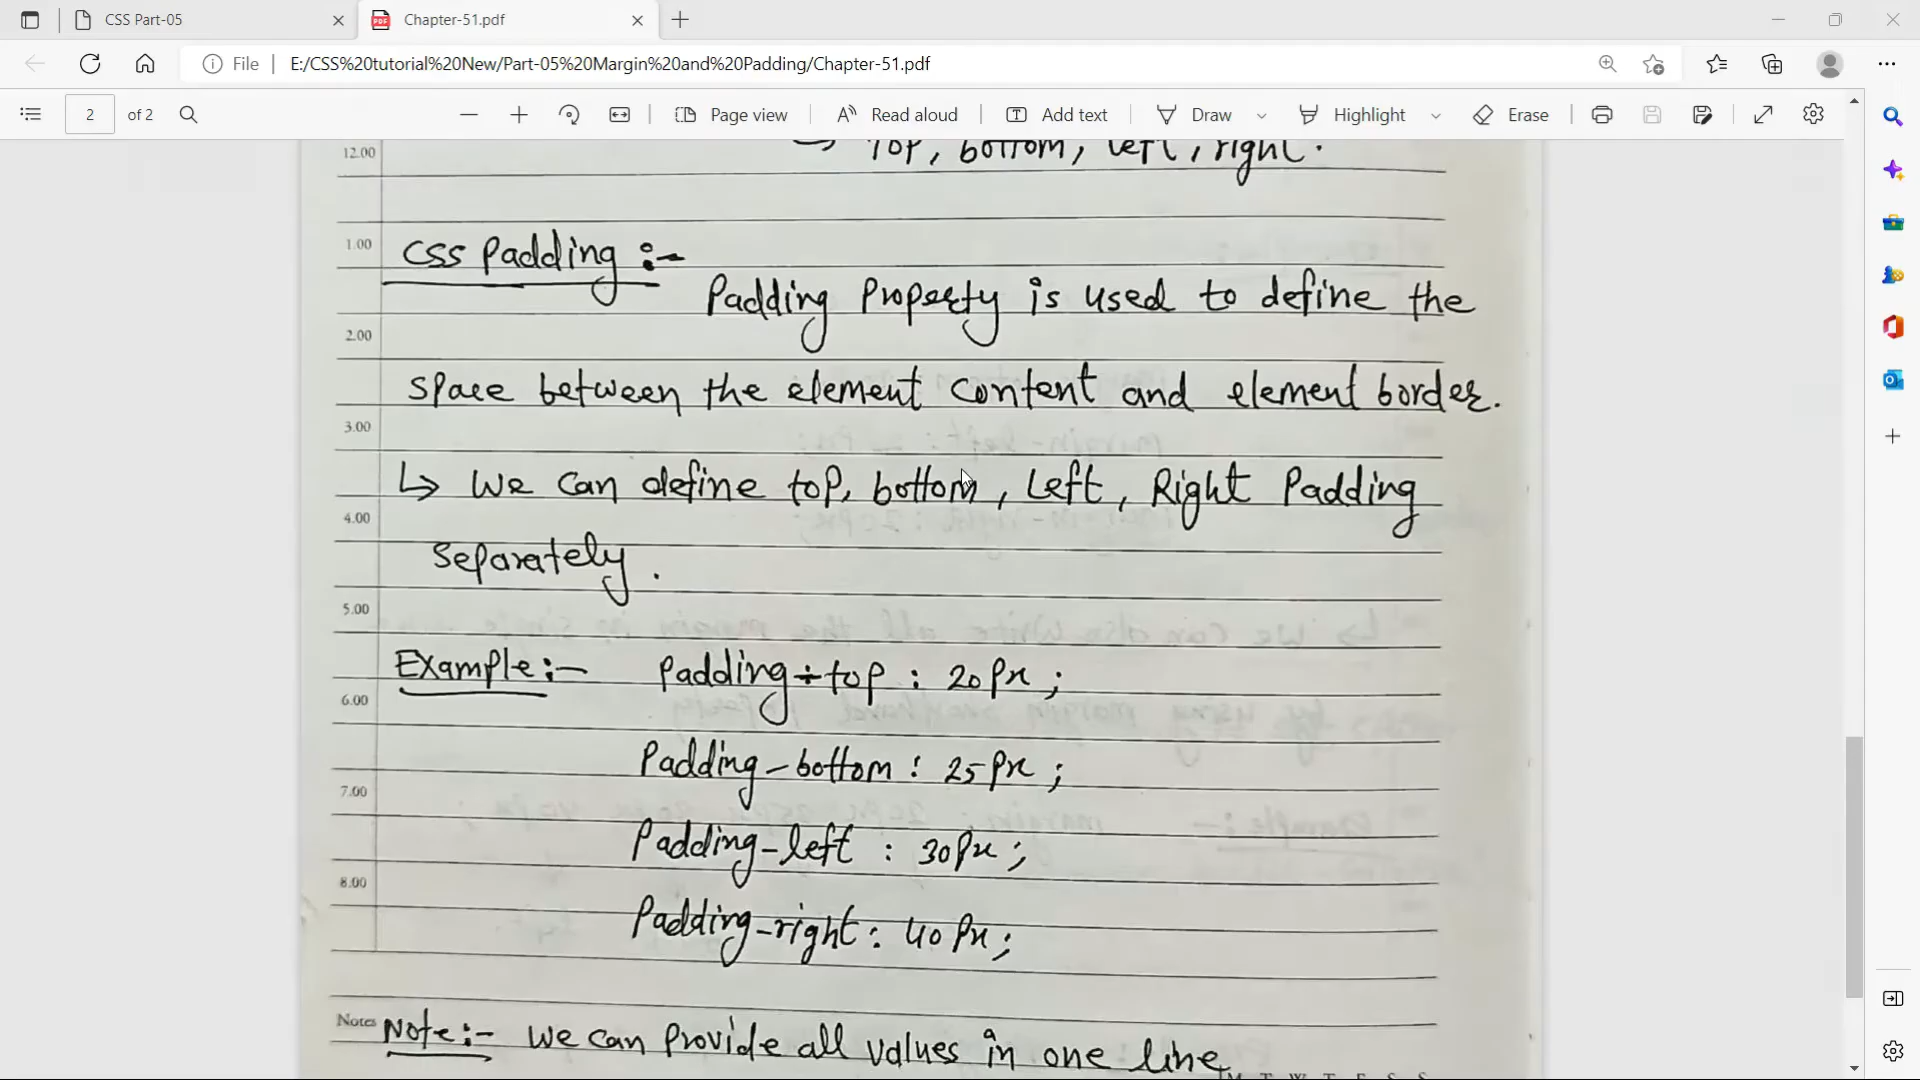 CSS Part-05
Chapter-51.pdf
File
E:/CSS%20tutorial%20New/Part-05%20Margin%20and%20Padding/Chapter-51.pdf
2 of 2
Page view
Read aloud
Add text
Draw
Highlight
Erase
12.00
top, bottom, left, right.
1.00
CSS Padding :-
Padding Property is used to define the
2.00
space between the element content and element border.
3.00
↳ We can define top, bottom, Left, Right Padding
4.00
separately.
5.00
Example :- Padding-top : 20px ;
6.00
Padding-bottom : 25px ;
7.00
Padding-left : 30px ;
8.00
Padding-right : 40px ;
Notes
Note :- We can Provide all values in one line